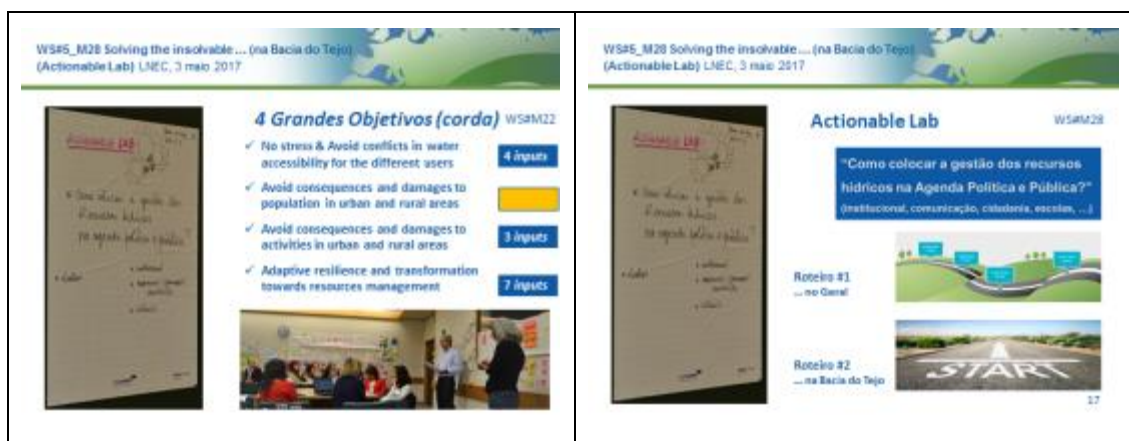 WS#5_M28 Solving the insolvable ... (na Bacia do Tejo)
(Actionable Lab) LNEC, 3 maio 2017
4 Grandes Objetivos (corda) WS#M22
✓ No stress & Avoid conflicts in water
accessibility for the different users
4 inputs
✓ Avoid consequences and damages to
population in urban and rural areas
✓ Avoid consequences and damages to
activities in urban and rural areas
3 inputs
✓ Adaptive resilience and transformation
towards resources management
7 inputs
Actionable LAB
WS#5_M28 Solving the insolvable ... (na Bacia do Tejo)
(Actionable Lab) LNEC, 3 maio 2017
Actionable Lab WS#M28
"Como colocar a gestão dos recursos
hídricos na Agenda Política e Pública?"
(institucional, comunicação, cidadania, escolas, ...)
Roteiro #1
... no Geral
Roteiro #2
... na Bacia do Tejo
START
17
Actionable LAB